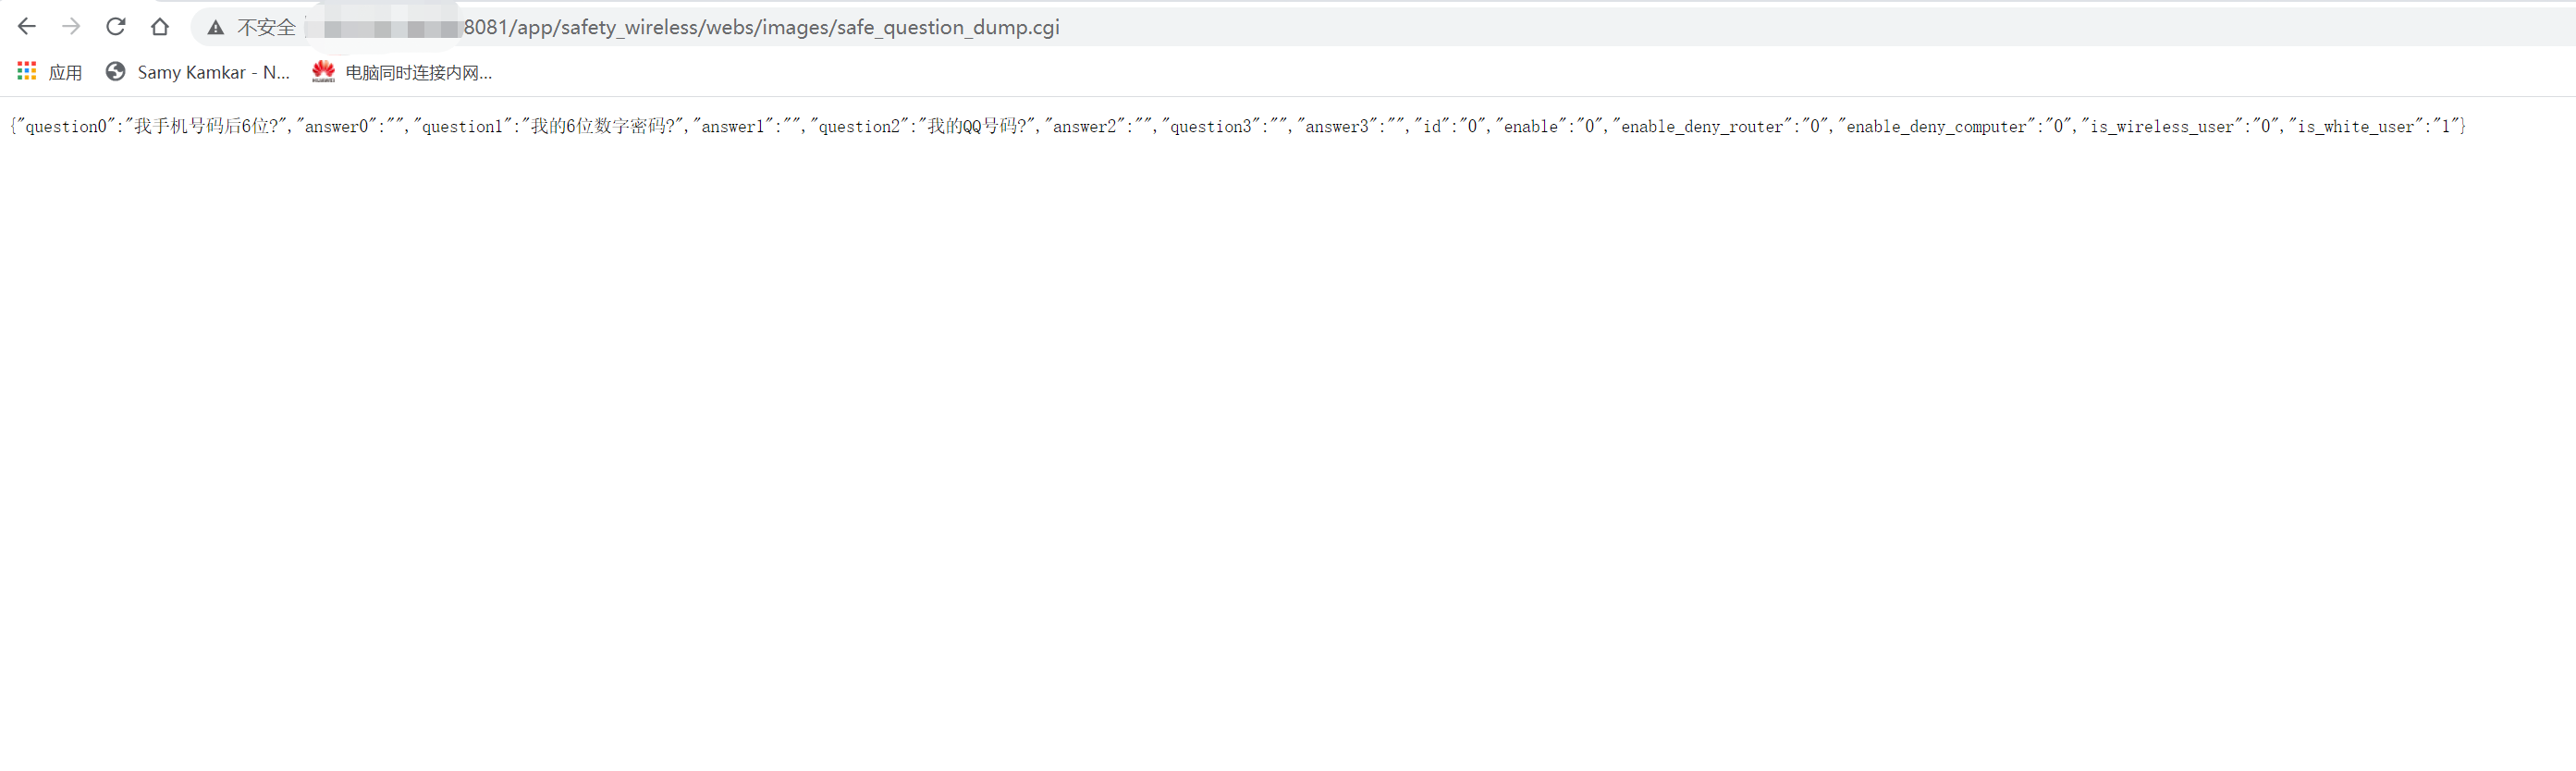 不安全 8081/app/safety_wireless/webs/images/safe_question_dump.cgi
应用 Samy Kamkar - N... HUAWEI 电脑同时连接内网...
{"question0":"我手机号码后6位?","answer0":"","question1":"我的6位数字密码?","answer1":"","question2":"我的QQ号码?","answer2":"","question3":"","answer3":"","id":"0","enable":"0","enable_deny_router":"0","enable_deny_computer":"0","is_wireless_user":"0","is_white_user":"1"}